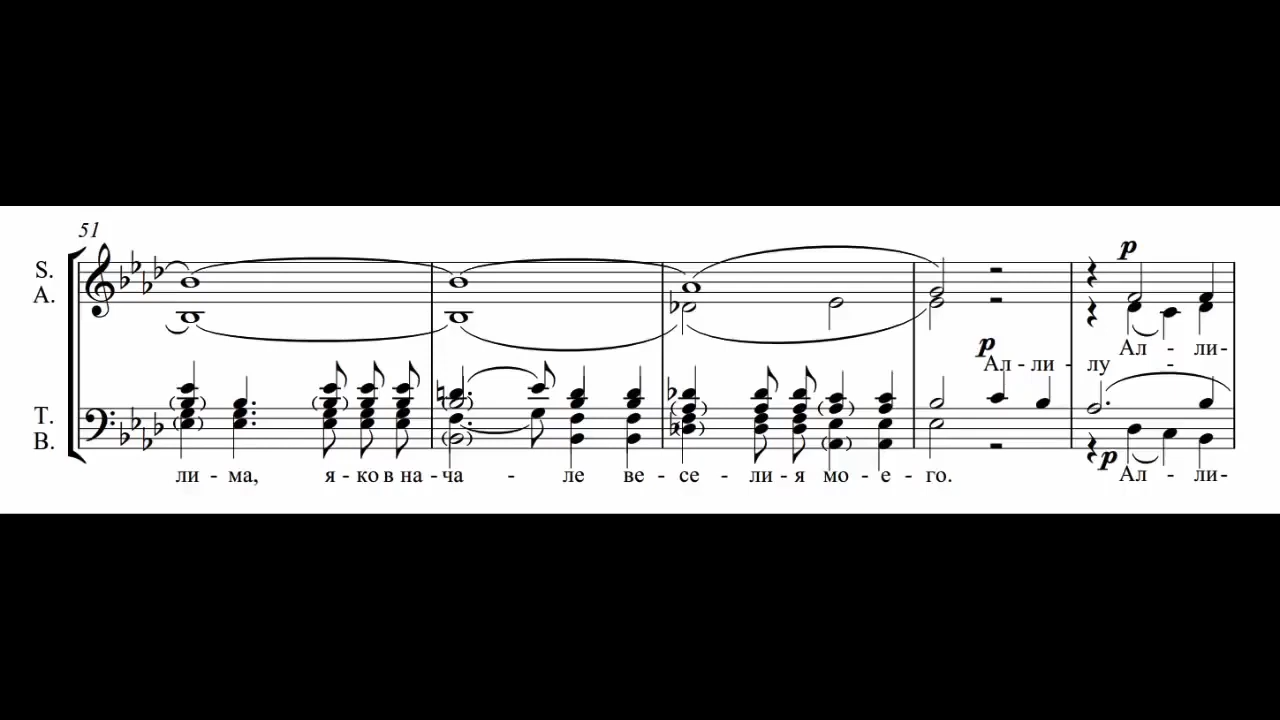 51
S.
A.
p
Ал - ли-
p
Ал - ли - лу -
T.
B.
p
ли - ма, я - ко в на - ча - ле ве - се - ли - я мо - е - го. Ал - ли-